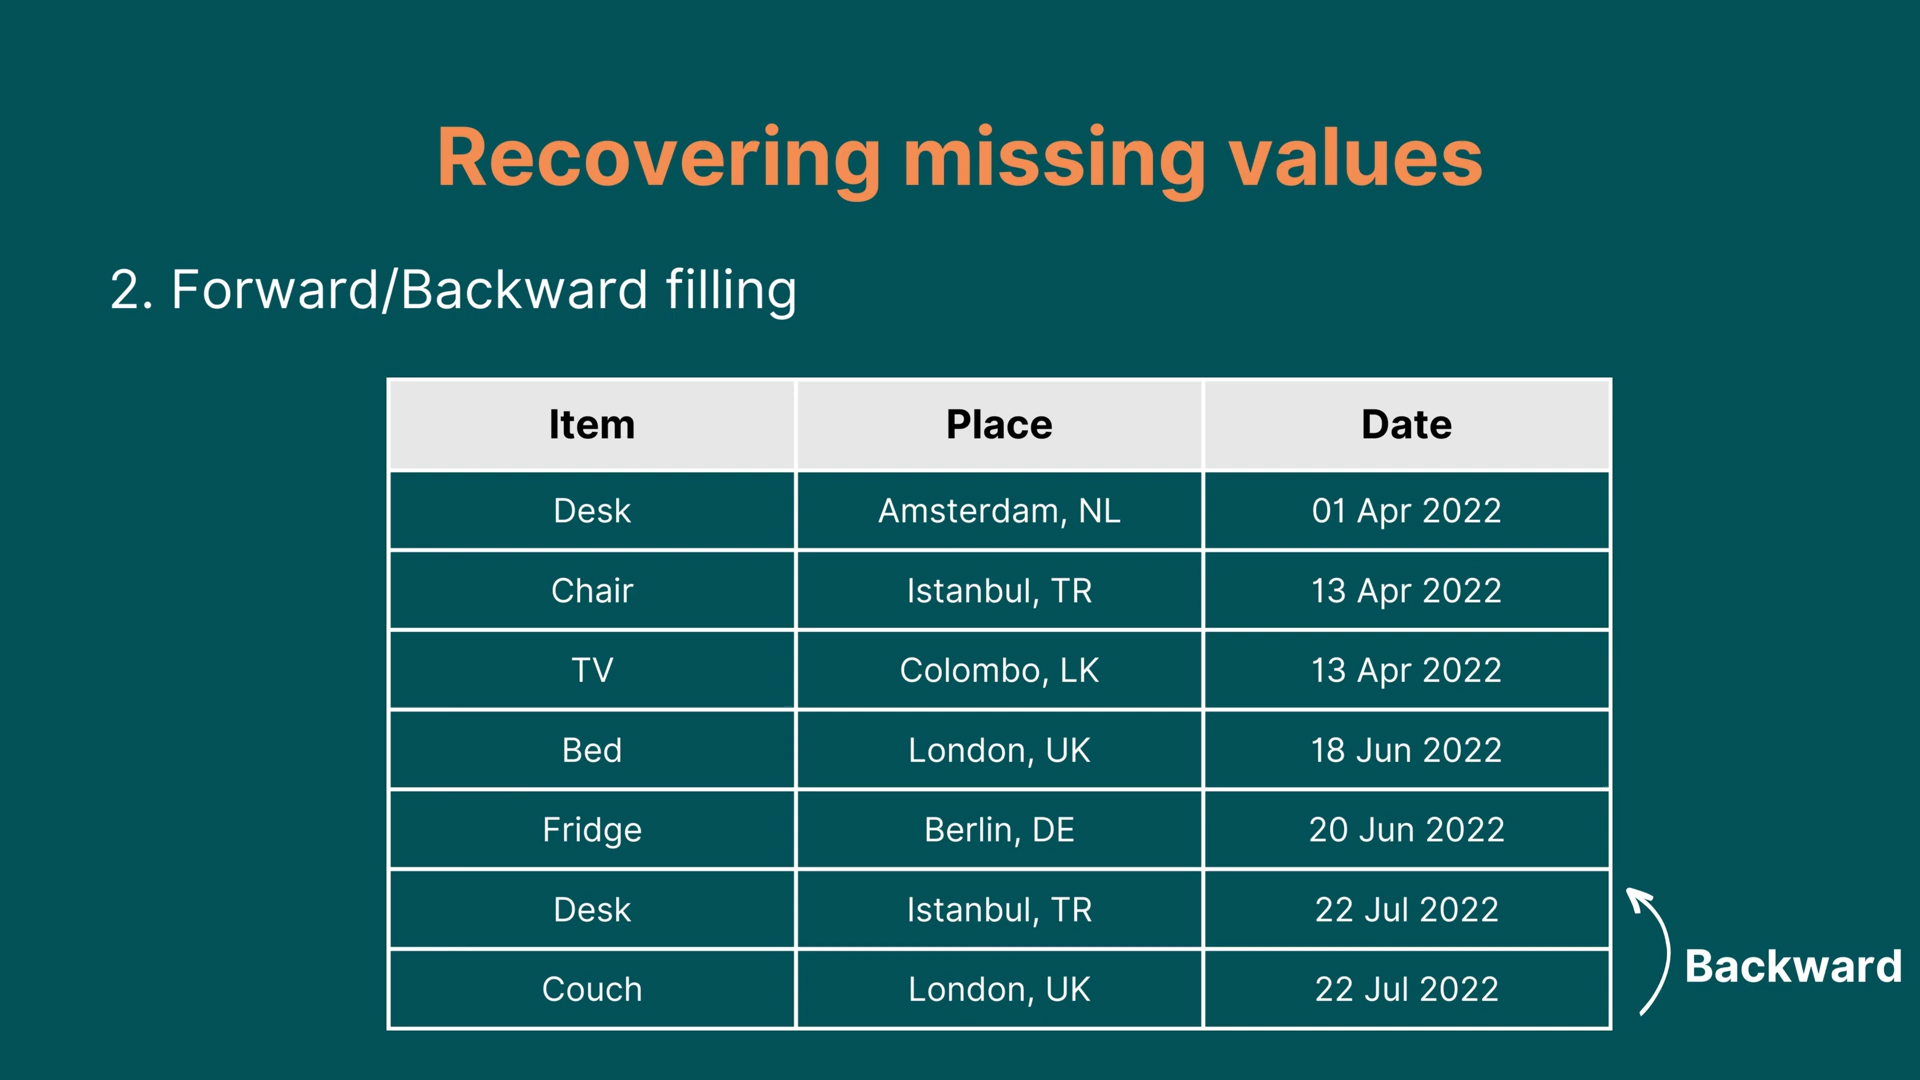 Recovering missing values
2. Forward/Backward filling
Item Place Date
Desk Amsterdam, NL 01 Apr 2022
Chair Istanbul, TR 13 Apr 2022
TV Colombo, LK 13 Apr 2022
Bed London, UK 18 Jun 2022
Fridge Berlin, DE 20 Jun 2022
Desk Istanbul, TR 22 Jul 2022
Backward
Couch London, UK 22 Jul 2022